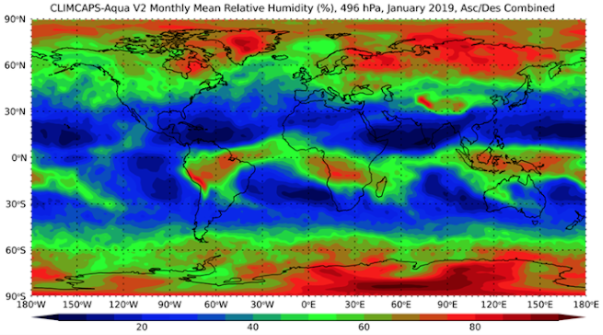 CLIMCAPS-Aqua V2 Monthly Mean Relative Humidity (%), 496 hPa, January 2019, Asc/Des Combined
90°N
60°N
30°N
0°N
30°S
60°S
90°S
180°W 150°W 120°W 90°W 60°W 30°W 0°E 30°E 60°E 90°E 120°E 150°E 180°E
20 40 60 80